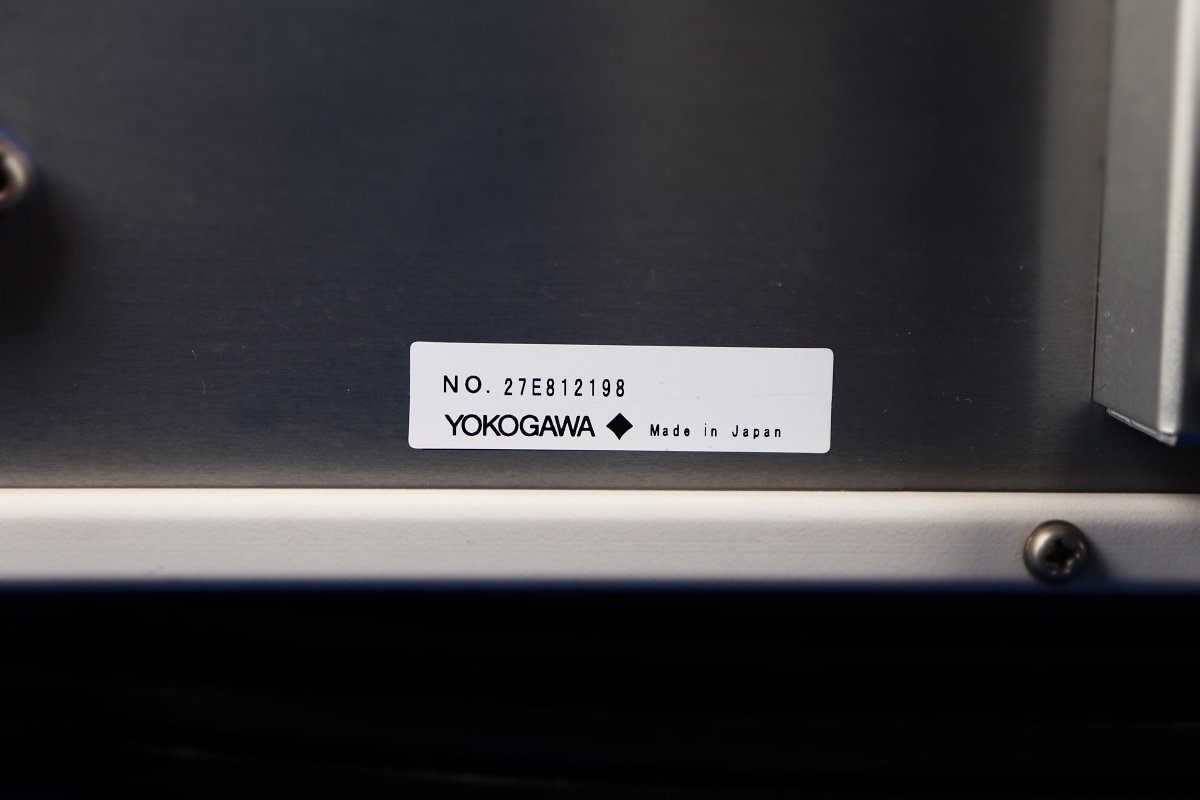 NO. 27E812198
YOKOGAWA ◆ Made in Japan